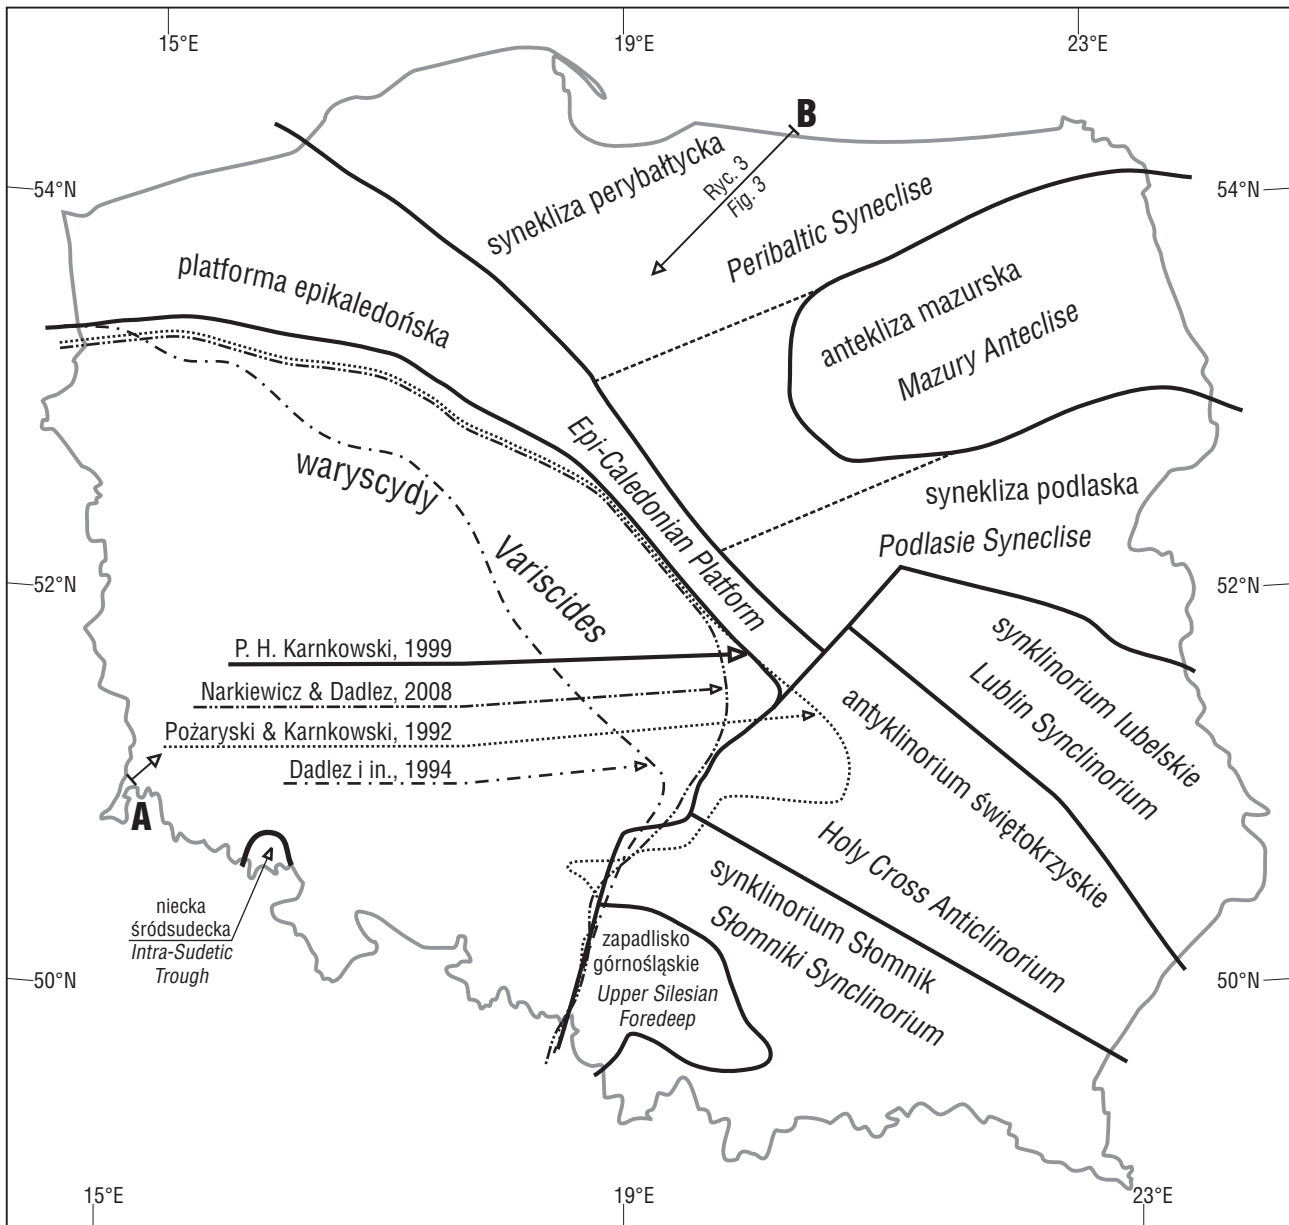 15°E
19°E
23°E
B
54°N
54°N
synekliza perybałtycka
Ryc. 3
Fig. 3
Peribaltic Syneclise
platforma epikaledońska
antekliza mazurska
Mazury Anteclise
Epi-Caledonian Platform
waryscydy
Variscides
synekliza podlaska
Podlasie Syneclise
52°N
52°N
P. H. Karnkowski, 1999
Narkiewicz & Dadlez, 2008
Pożaryski & Karnkowski, 1992
Dadlez i in., 1994
synklinorium lubelskie
Lublin Synclinorium
antyklinorium świętokrzyskie
Holy Cross Anticlinorium
A
synklinorium Słomnik
Słomniki Synclinorium
niecka
śródsudecka
Intra-Sudetic
Trough
zapadlisko
górnośląskie
Upper Silesian
Foredeep
50°N
50°N
15°E
19°E
23°E